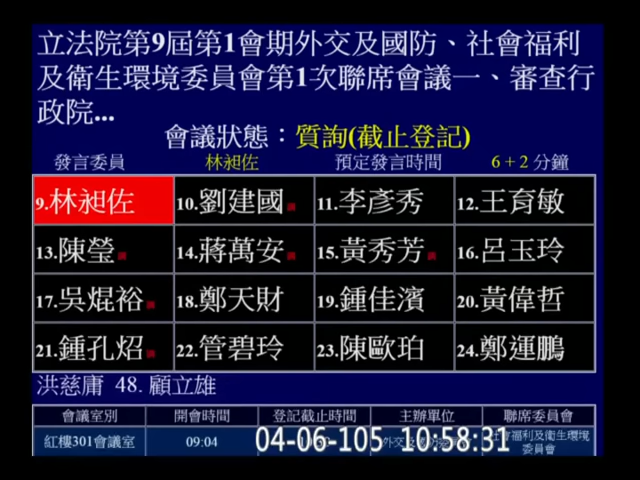 立法院第9屆第1會期外交及國防、社會福利
及衛生環境委員會第1次聯席會議一、審查行
政院...
會議狀態：質詢(截止登記)
發言委員 林昶佐 預定發言時間 6+2 分鐘
9.林昶佐 10.劉建國 11.李彥秀 12.王育敏
13.陳瑩 14.蔣萬安 15.黃秀芳 16.呂玉玲
17.吳焜裕 18.鄭天財 19.鍾佳濱 20.黃偉哲
21.鍾孔炤 22.管碧玲 23.陳歐珀 24.鄭運鵬
洪慈庸 48. 顧立雄
會議室別 開會時間 登記截止時間 主辦單位 聯席委員會
紅樓301會議室 09:04 社會福利及衛生環境
委員會
04-06-105 10:58:31